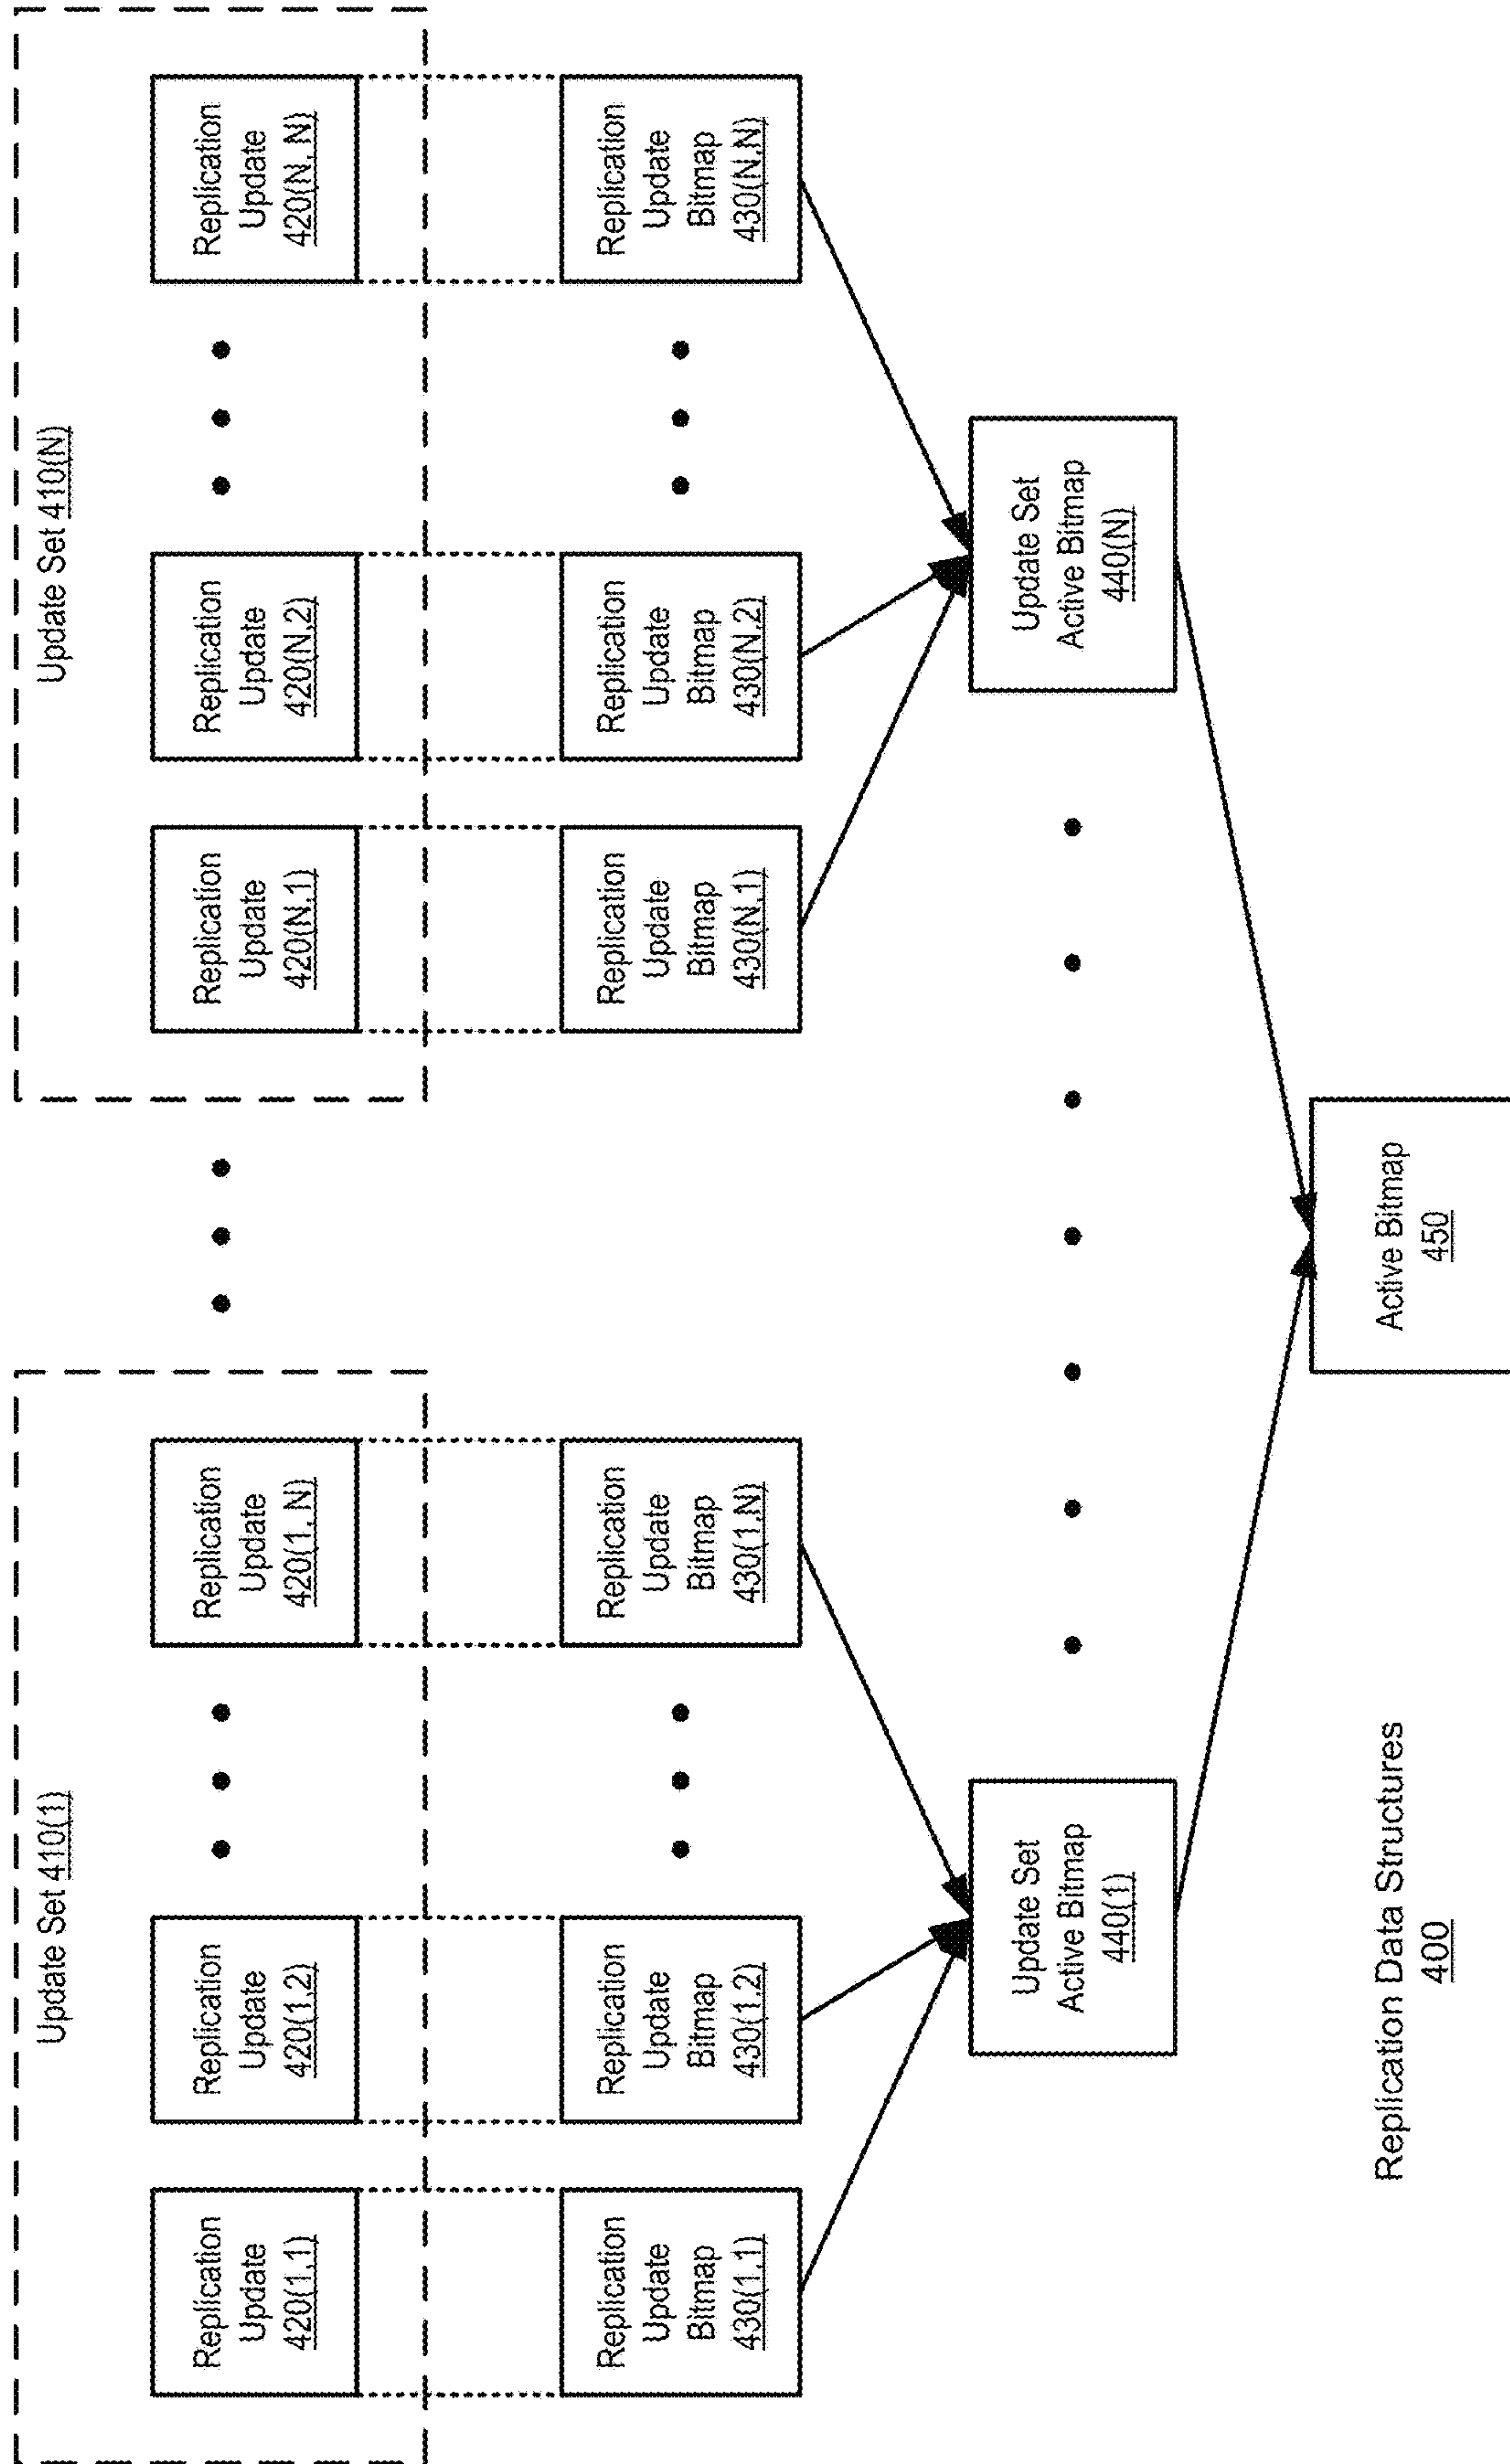 Update Set 410(1)
Replication
Update
420(1,1)
Replication
Update
420(1,2)
Replication
Update
420(1, N)
Update Set 410(N)
Replication
Update
420(N,1)
Replication
Update
420(N,2)
Replication
Update
420(N, N)
Replication
Update
Bitmap
430(1,1)
Replication
Update
Bitmap
430(1,2)
Replication
Update
Bitmap
430(1,N)
Replication
Update
Bitmap
430(N,1)
Replication
Update
Bitmap
430(N,2)
Replication
Update
Bitmap
430(N,N)
Update Set
Active Bitmap
440(1)
Update Set
Active Bitmap
440(N)
Active Bitmap
450
Replication Data Structures
400